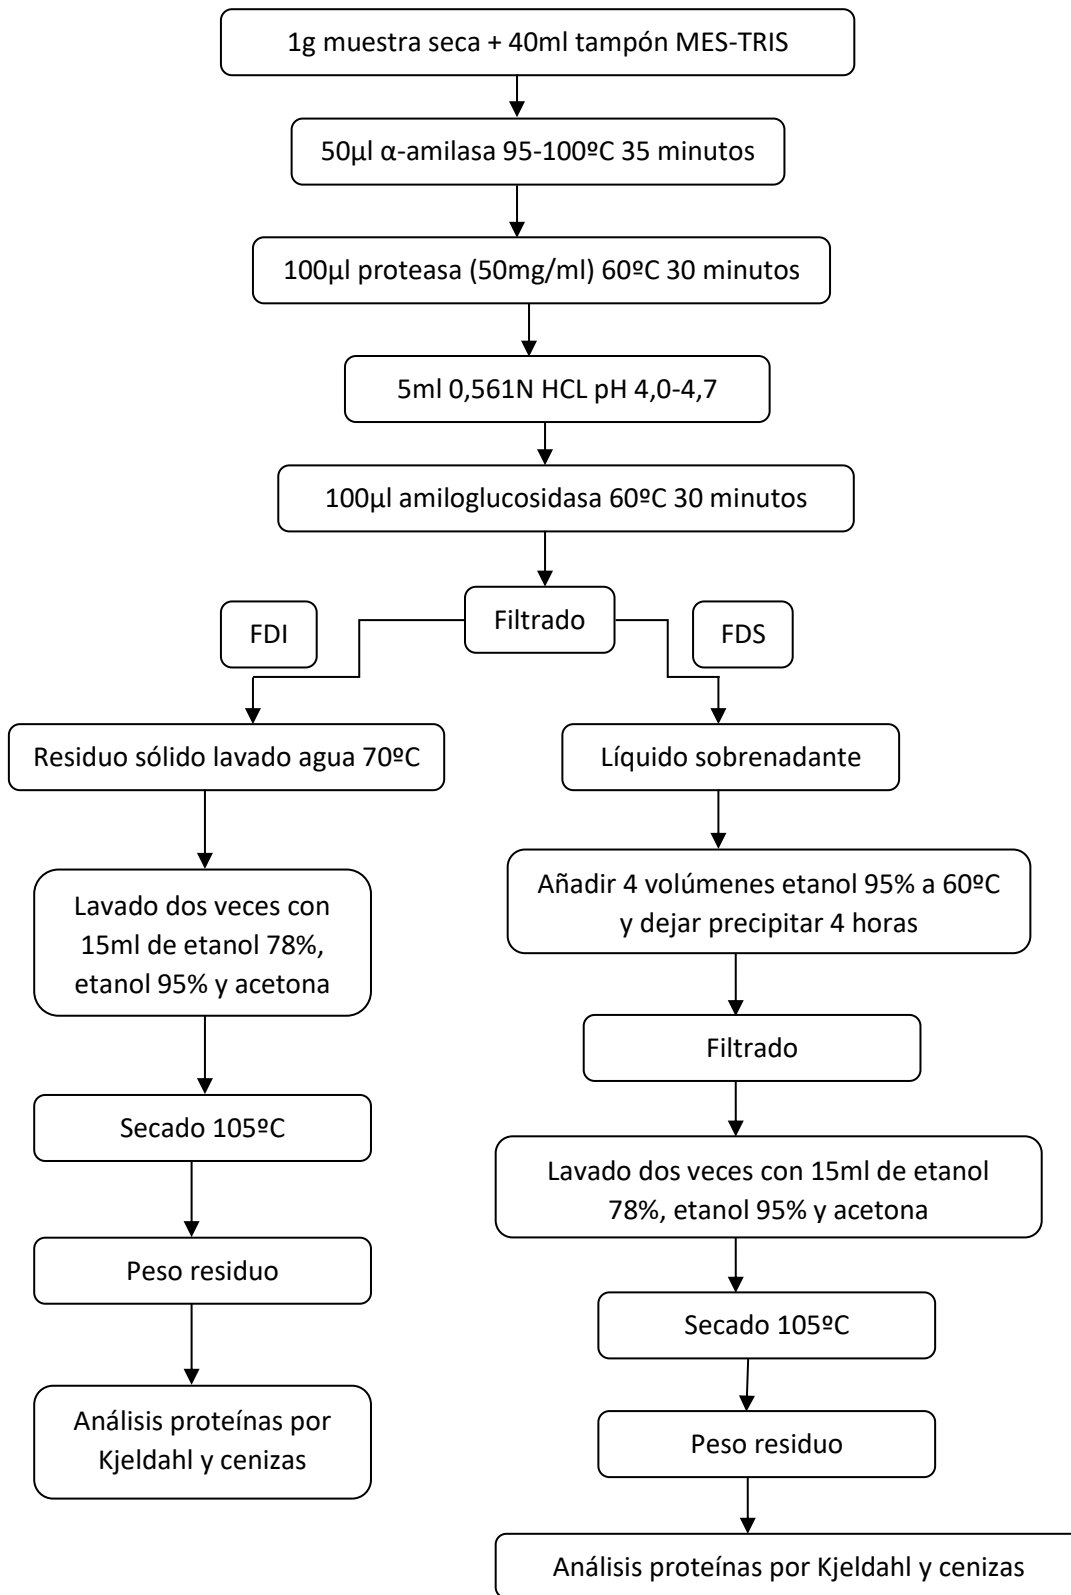 1g muestra seca + 40ml tampón MES-TRIS
50µl α-amilasa 95-100ºC 35 minutos
100µl proteasa (50mg/ml) 60ºC 30 minutos
5ml 0,561N HCL pH 4,0-4,7
100µl amiloglucosidasa 60ºC 30 minutos
Filtrado
FDI
FDS
Residuo sólido lavado agua 70ºC
Lavado dos veces con
15ml de etanol 78%,
etanol 95% y acetona
Secado 105ºC
Peso residuo
Análisis proteínas por
Kjeldahl y cenizas
Líquido sobrenadante
Añadir 4 volúmenes etanol 95% a 60ºC
y dejar precipitar 4 horas
Filtrado
Lavado dos veces con 15ml de etanol
78%, etanol 95% y acetona
Secado 105ºC
Peso residuo
Análisis proteínas por Kjeldahl y cenizas